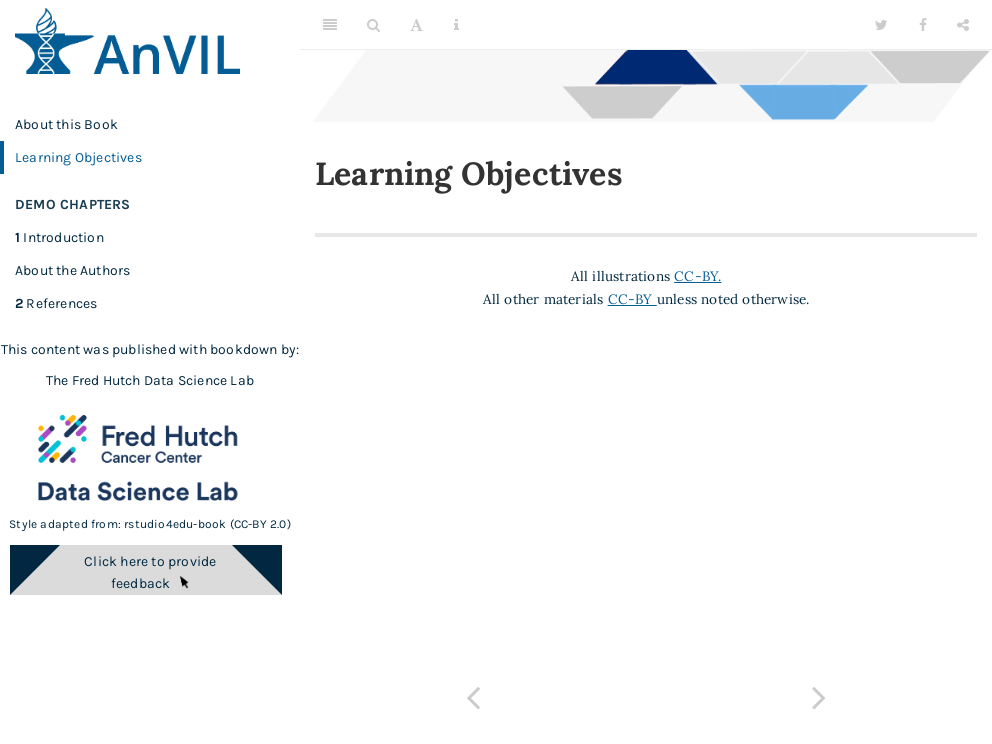 AnVIL
About this Book
Learning Objectives
DEMO CHAPTERS
1 Introduction
About the Authors
2 References
This content was published with bookdown by:
The Fred Hutch Data Science Lab
Fred Hutch
Cancer Center
Data Science Lab
Style adapted from: rstudio4edu-book (CC-BY 2.0)
Click here to provide
feedback
Learning Objectives
All illustrations CC-BY.
All other materials CC-BY unless noted otherwise.